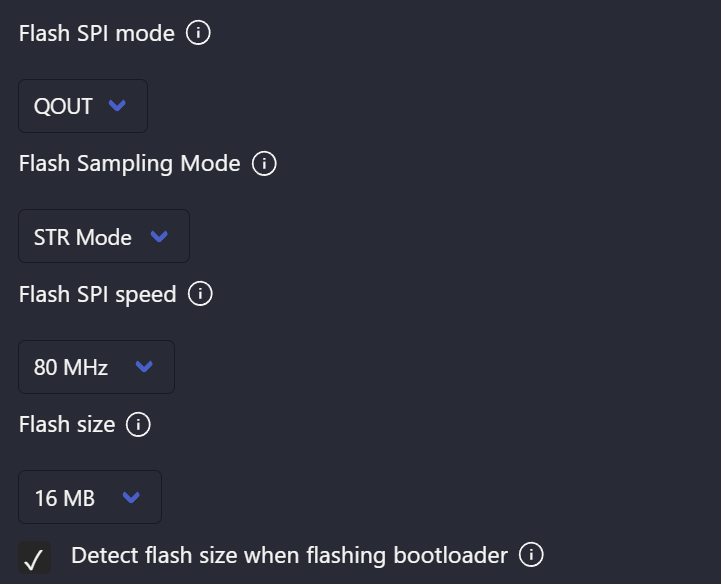 Flash SPI mode
QOUT
Flash Sampling Mode
STR Mode
Flash SPI speed
80 MHz
Flash size
16 MB
Detect flash size when flashing bootloader